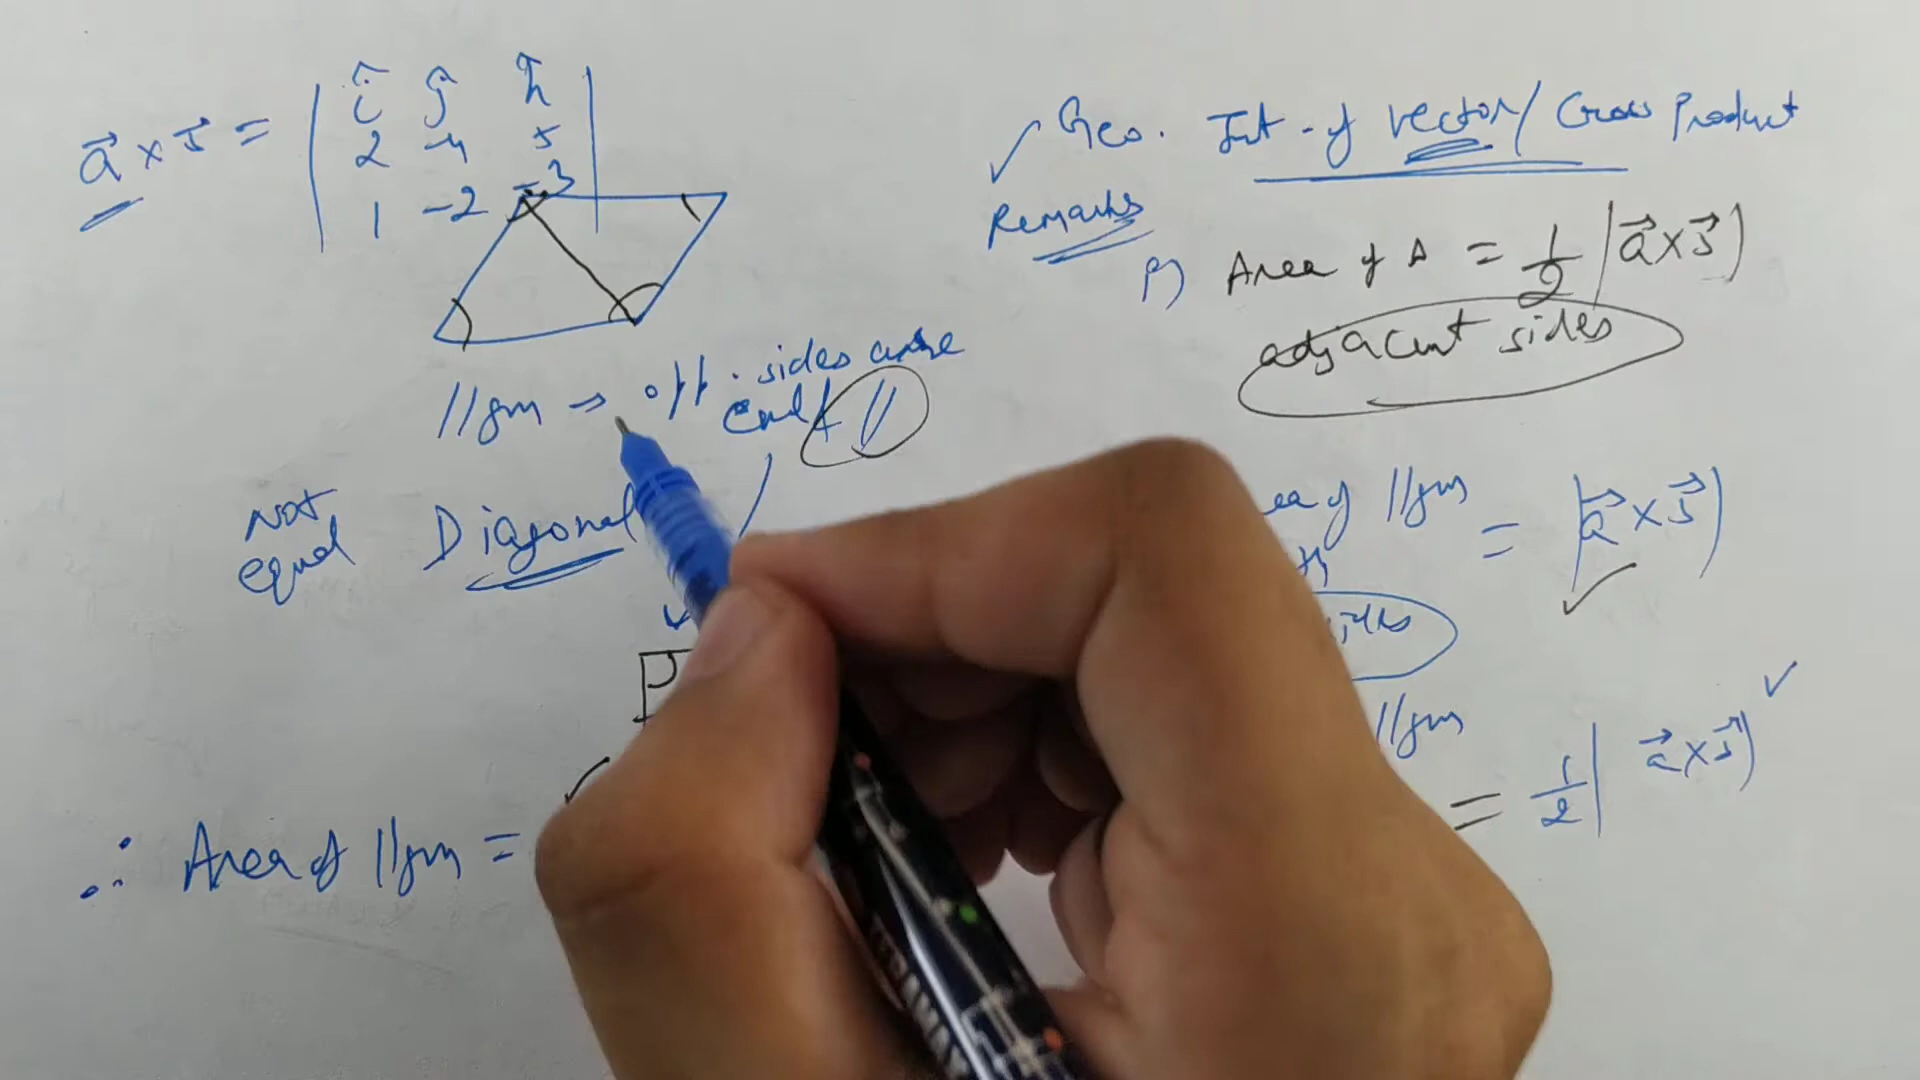 a⃗ × b⃗ = | î ĵ k̂ |
2 -4 5
1 -2 -3
||gm → opp. sides are
equal & ||
Not
equal
Diagonal
∴ Area of ||gm =
Geo. Int. of vector/ Cross Product
Remarks
Area of Δ = 1/2 |a⃗ × b⃗|
adjacent sides
ea of ||gm = |a⃗ × b⃗|
||gm
= 1/2 | a⃗ × b⃗ |